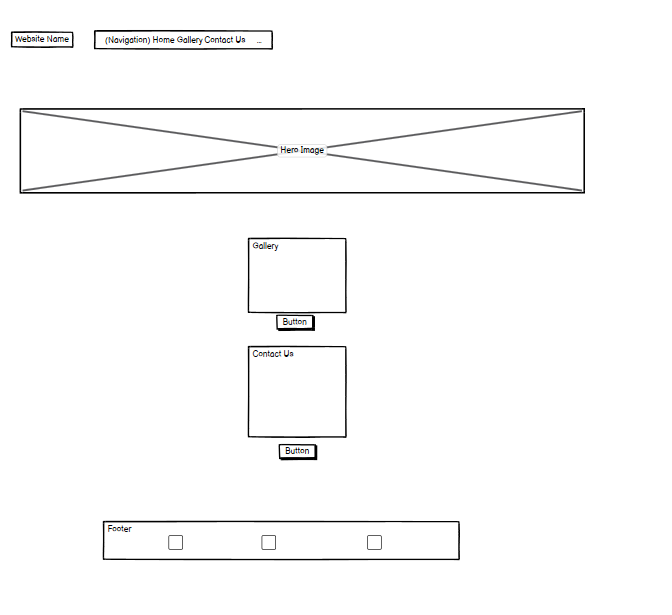 Website Name
(Navigation) Home Gallery Contact Us ...
Hero Image
Gallery
Button
Contact Us
Button
Footer